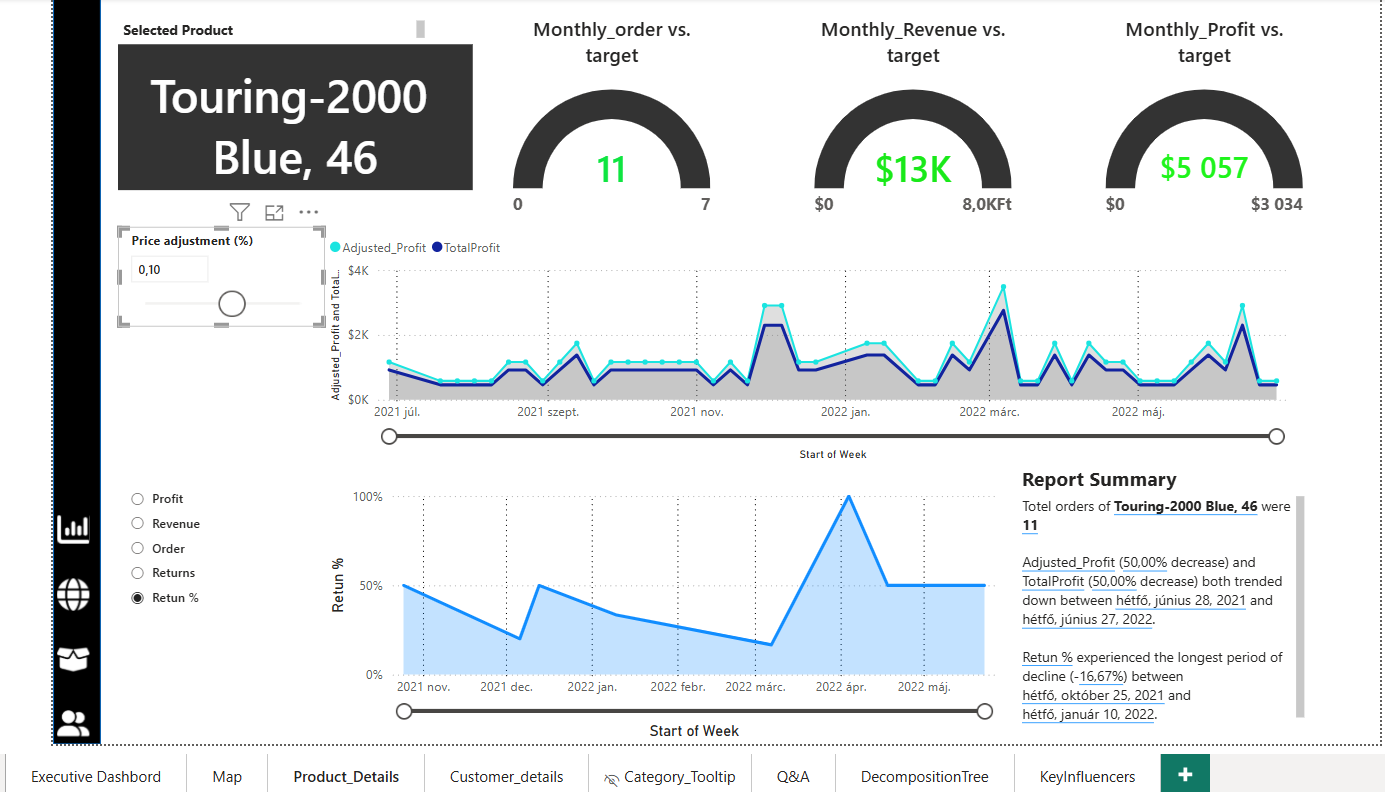 Selected Product
Touring-2000
Blue, 46
Monthly_order vs.
target
11
0
7
Monthly_Revenue vs.
target
$13K
$0
8,0KFt
Monthly_Profit vs.
target
$5 057
$0
$3 034
Price adjustment (%)
0,10
Adjusted_Profit TotalProfit
Adjusted_Profit and Total...
$4K
$2K
$0K
2021 júl.
2021 szept.
2021 nov.
2022 jan.
2022 márc.
2022 máj.
Start of Week
Profit
Revenue
Order
Returns
Retun %
Retun %
100%
50%
0%
2021 nov.
2021 dec.
2022 jan.
2022 febr.
2022 márc.
2022 ápr.
2022 máj.
Start of Week
Report Summary
Totel orders of Touring-2000 Blue, 46 were
11
Adjusted_Profit (50,00% decrease) and
TotalProfit (50,00% decrease) both trended
down between hétfő, június 28, 2021 and
hétfő, június 27, 2022.
Retun % experienced the longest period of
decline (-16,67%) between
hétfő, október 25, 2021 and
hétfő, január 10, 2022.
Executive Dashbord
Map
Product_Details
Customer_details
Category_Tooltip
Q&A
DecompositionTree
KeyInfluencers
+